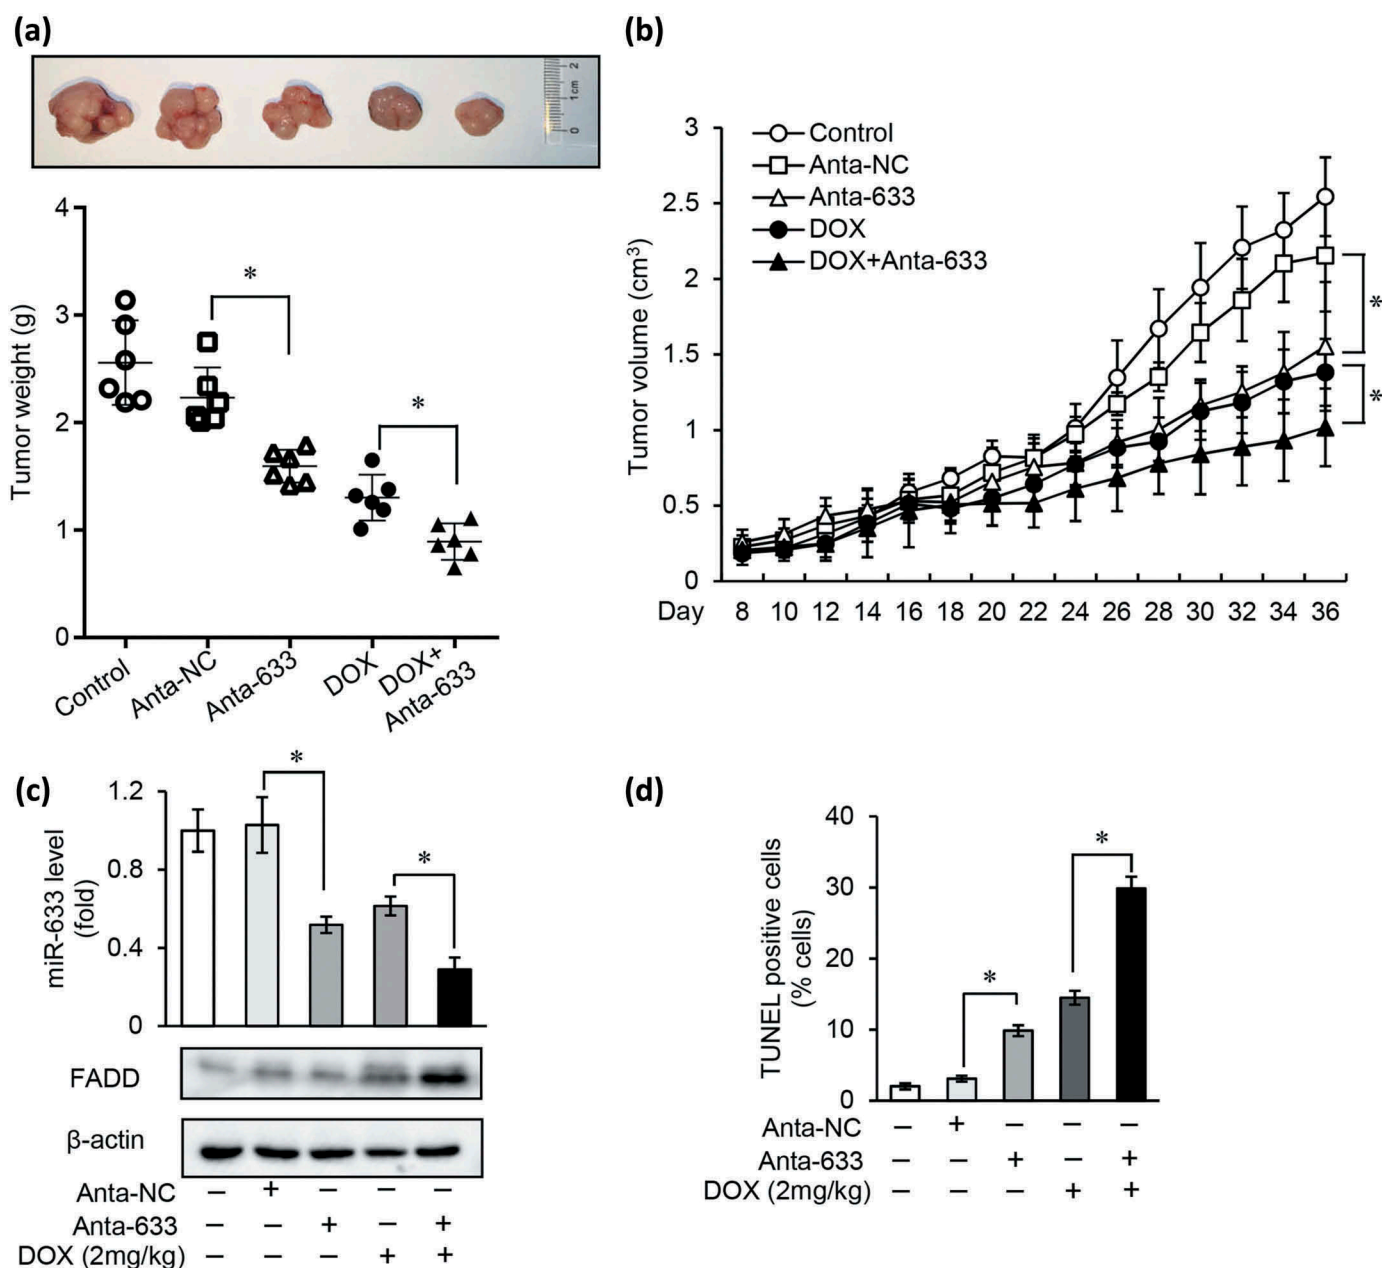 (a)
2
1cm
0
4
3
2
1
0
Tumor weight (g)
*
*
Control
Anta-NC
Anta-633
DOX
DOX+
Anta-633
(b)
3
2.5
2
1.5
1
0.5
0
Tumor volume (cm³)
Control
Anta-NC
Anta-633
DOX
DOX+Anta-633
*
*
Day 8 10 12 14 16 18 20 22 24 26 28 30 32 34 36
(c)
1.2
0.8
0.4
0
miR-633 level
(fold)
*
*
FADD
β-actin
Anta-NC − + − − −
Anta-633 − − + − +
DOX (2mg/kg) − − − + +
(d)
40
30
20
10
0
TUNEL positive cells
(% cells)
*
*
Anta-NC − + − − −
Anta-633 − − + − +
DOX (2mg/kg) − − − + +